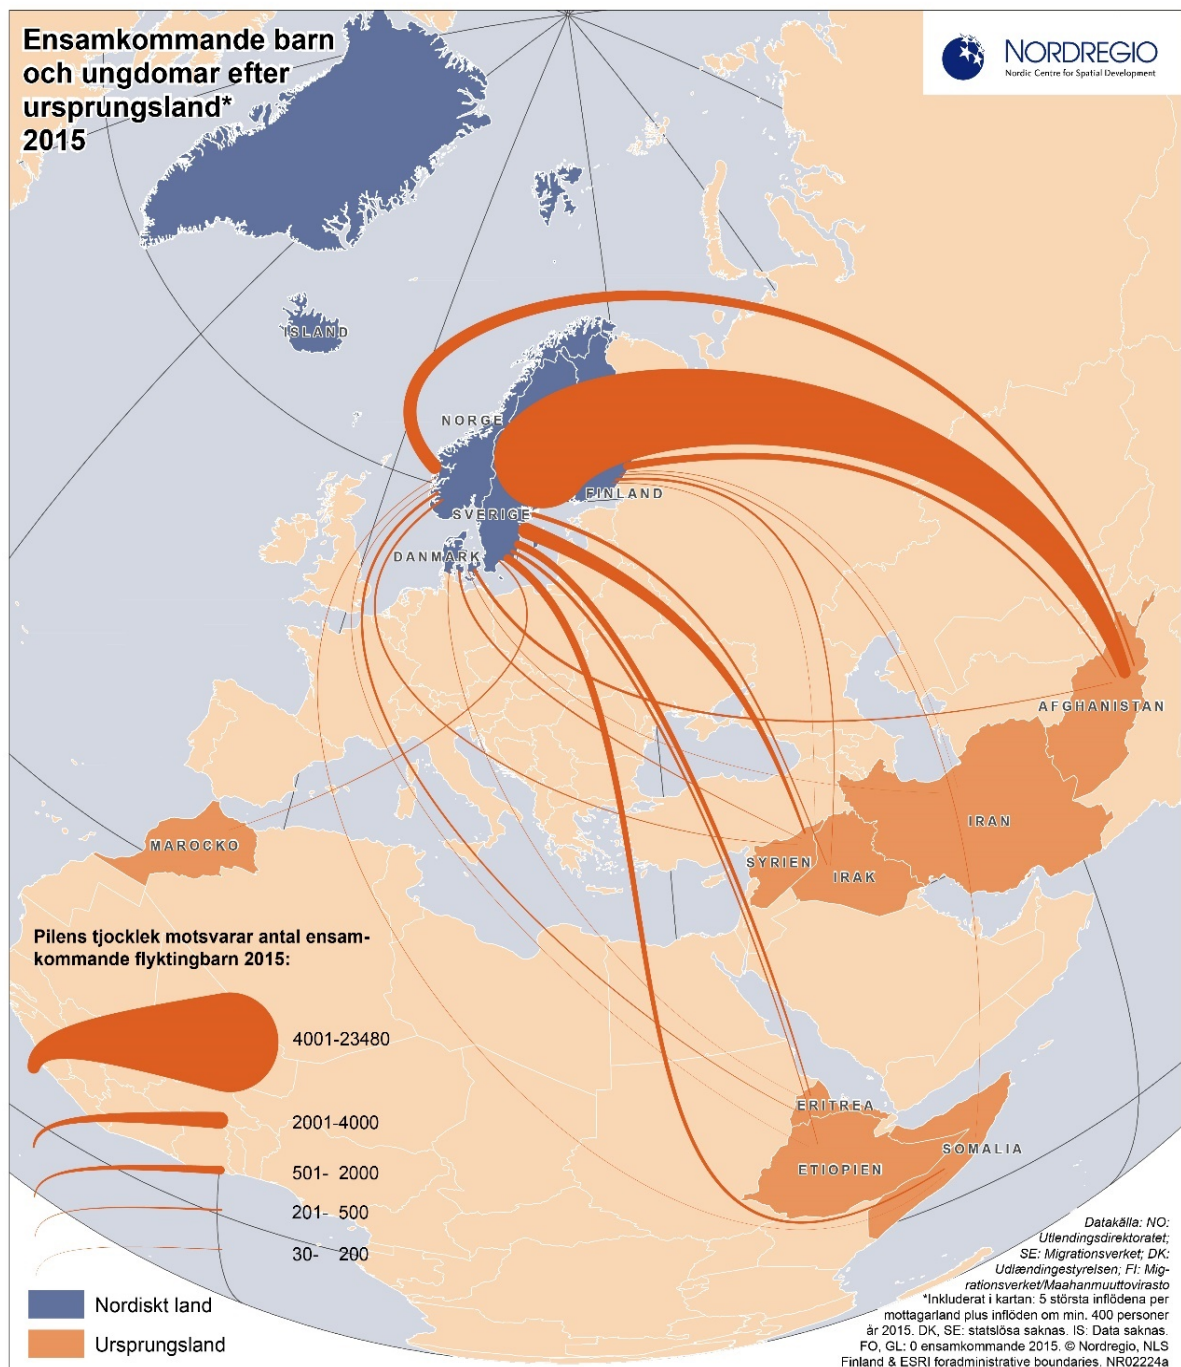 Ensamkommande barn
och ungdomar efter
ursprungsland*
2015
NORDREGIO
Nordic Centre for Spatial Development
ISLAND
NORGE
FINLAND
SVERIGE
DANMARK
AFGHANISTAN
IRAN
MAROCKO
SYRIEN
IRAK
ERITREA
SOMALIA
ETIOPIEN
Pilens tjocklek motsvarar antal ensam-
kommande flyktingbarn 2015:
4001-23480
2001-4000
501- 2000
201- 500
30- 200
Nordiskt land
Ursprungsland
Datakälla: NO:
Utlendingsdirektoratet;
SE: Migrationsverket; DK:
Udlændingestyrelsen; FI: Mig-
rationsverket/Maahanmuuttovirasto
*Inkluderat i kartan: 5 största inflödena per
mottagarland plus inflöden om min. 400 personer
år 2015. DK, SE: statslösa saknas. IS: Data saknas.
FO, GL: 0 ensamkommande 2015. © Nordregio, NLS
Finland & ESRI foradministrative boundaries. NR02224a